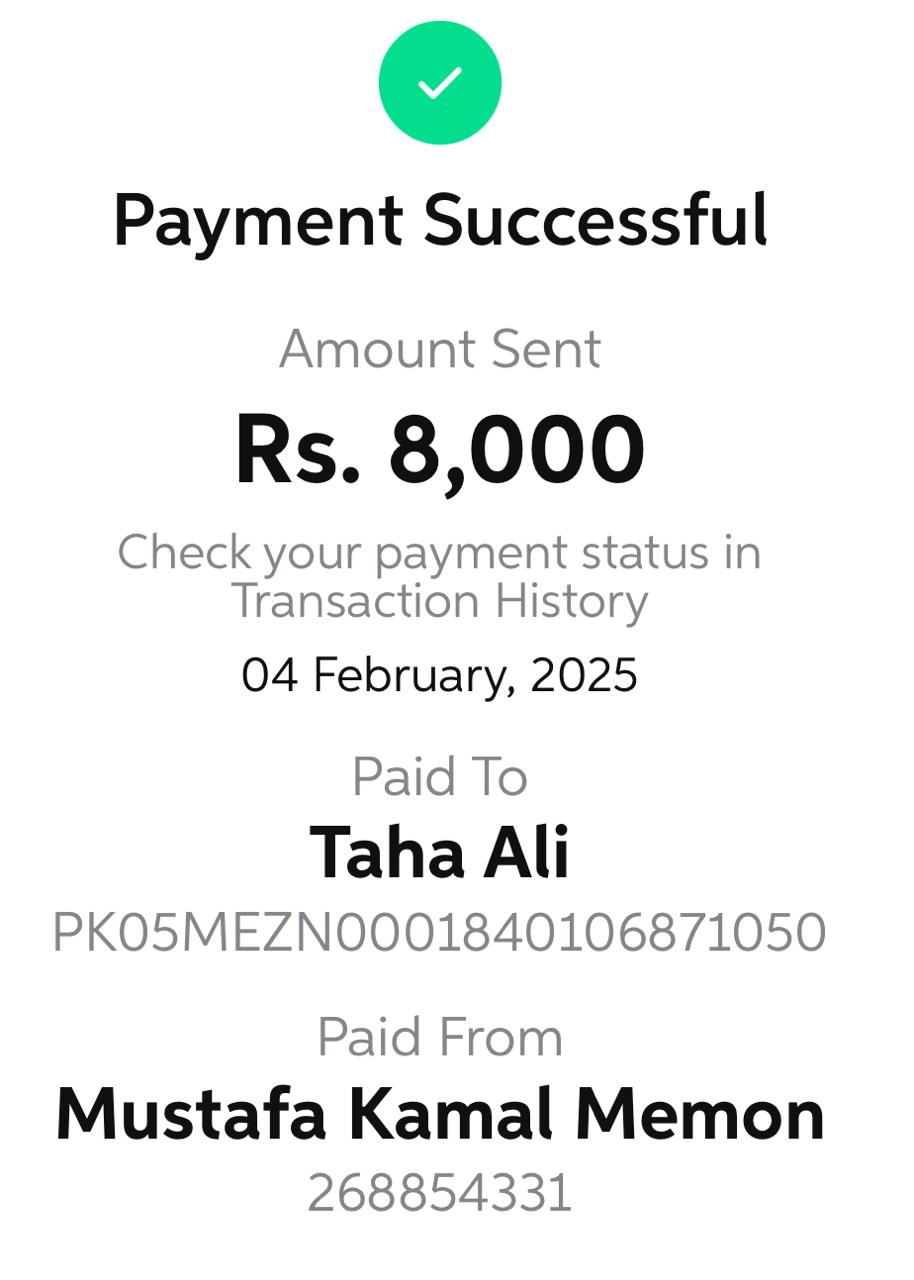 Payment Successful
Amount Sent
Rs. 8,000
Check your payment status in
Transaction History
04 February, 2025
Paid To
Taha Ali
PK05MEZN0001840106871050
Paid From
Mustafa Kamal Memon
268854331